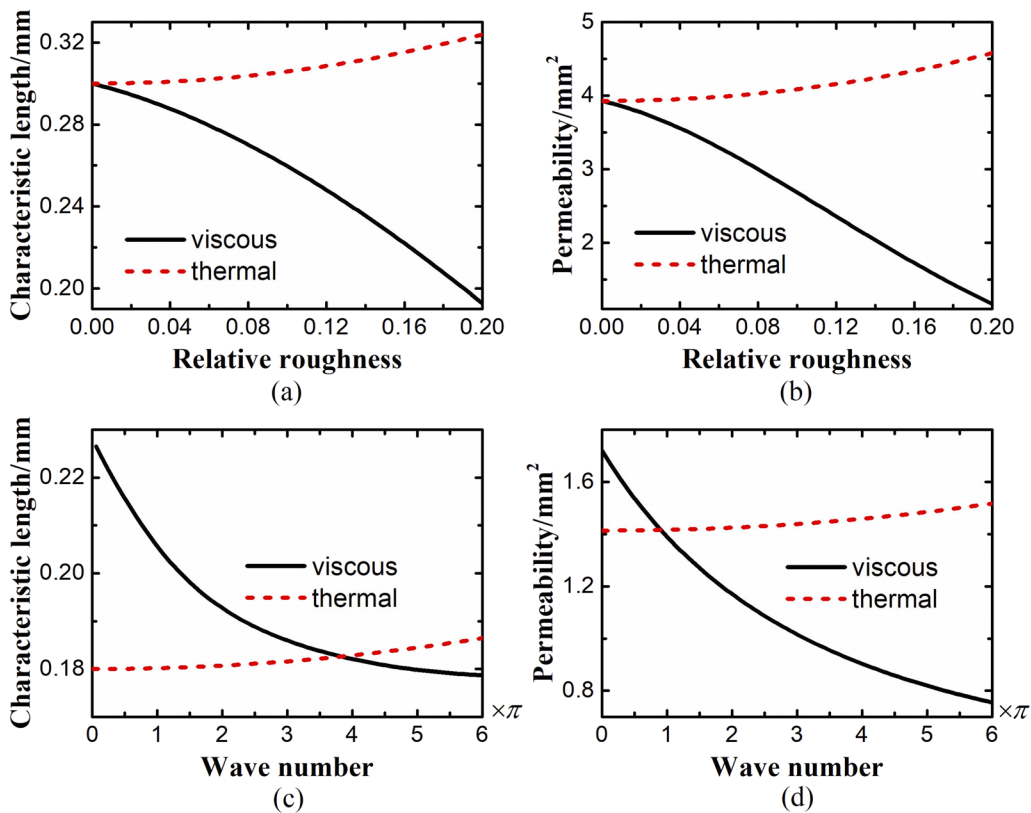 Characteristic length/mm
0.32
0.28
0.24
0.20
viscous
thermal
0.00 0.04 0.08 0.12 0.16 0.20
Relative roughness
(a)
Permeability/mm²
5
4
3
2
viscous
thermal
0.00 0.04 0.08 0.12 0.16 0.20
Relative roughness
(b)
Characteristic length/mm
0.22
0.20
0.18
viscous
thermal
0 1 2 3 4 5 6
×π
Wave number
(c)
Permeability/mm²
1.6
1.2
0.8
viscous
thermal
0 1 2 3 4 5 6
×π
Wave number
(d)